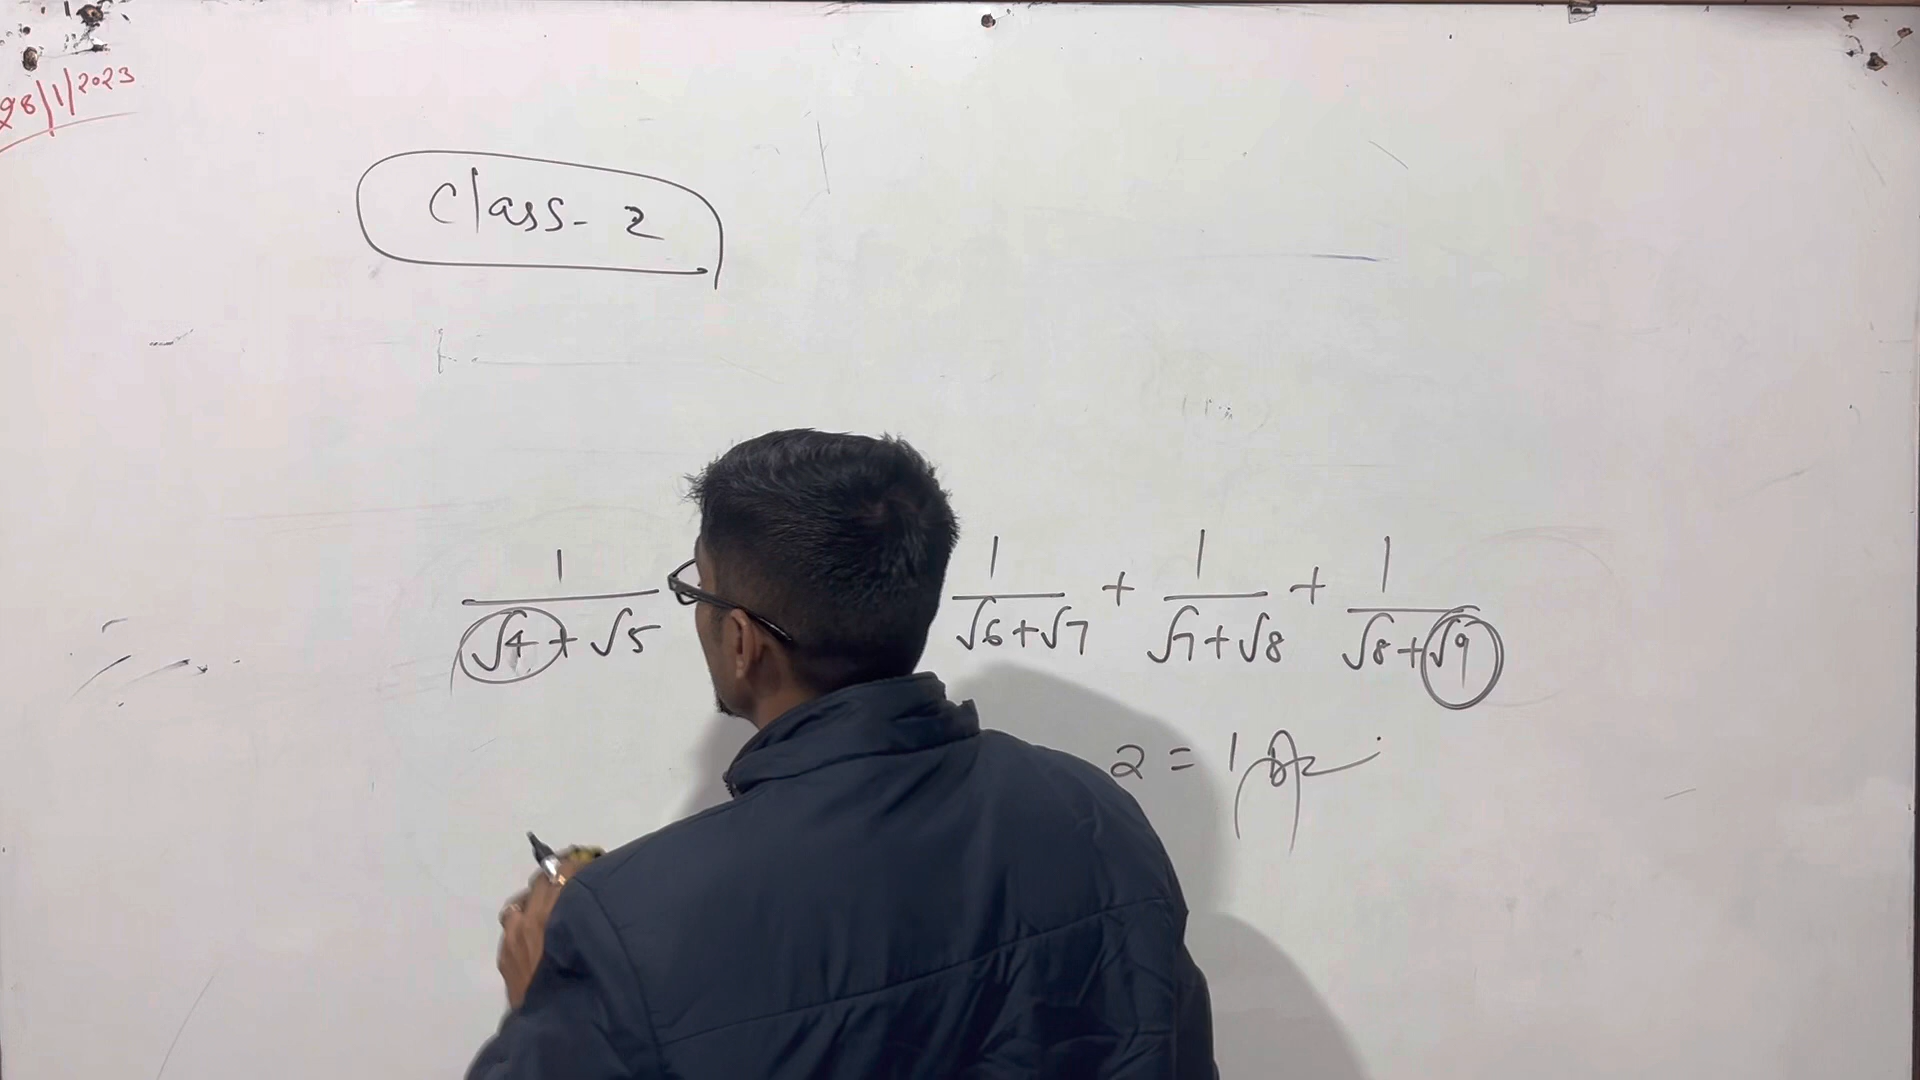 28/1/2023
Class-2
1/(√4+√5) 1/(√6+√7) + 1/(√7+√8) + 1/(√8+√9)
2 = 1